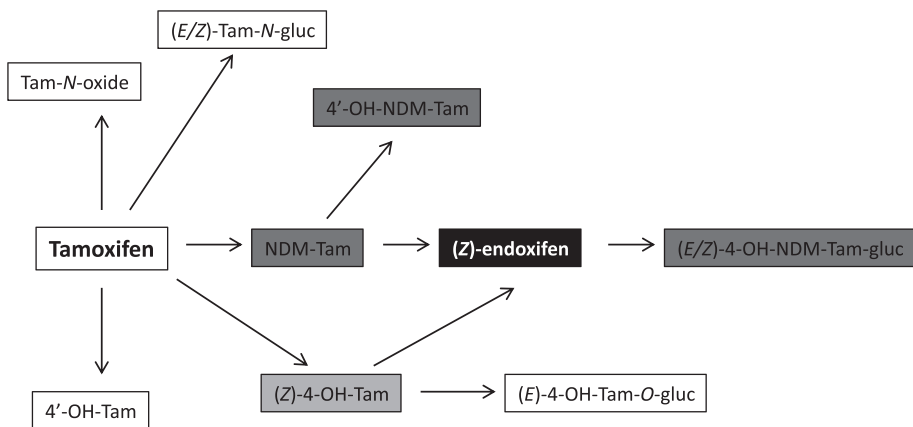 (E/Z)-Tam-N-gluc
Tam-N-oxide
4’-OH-NDM-Tam
Tamoxifen
NDM-Tam
(Z)-endoxifen
(E/Z)-4-OH-NDM-Tam-gluc
4’-OH-Tam
(Z)-4-OH-Tam
(E)-4-OH-Tam-O-gluc